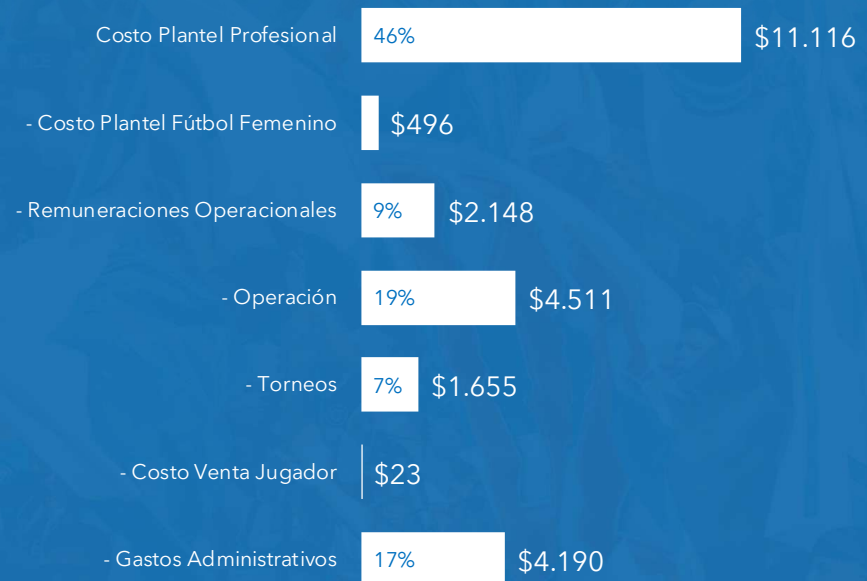 Costo Plantel Profesional 46% $11.116
- Costo Plantel Fútbol Femenino $496
- Remuneraciones Operacionales 9% $2.148
- Operación 19% $4.511
- Torneos 7% $1.655
- Costo Venta Jugador $23
- Gastos Administrativos 17% $4.190